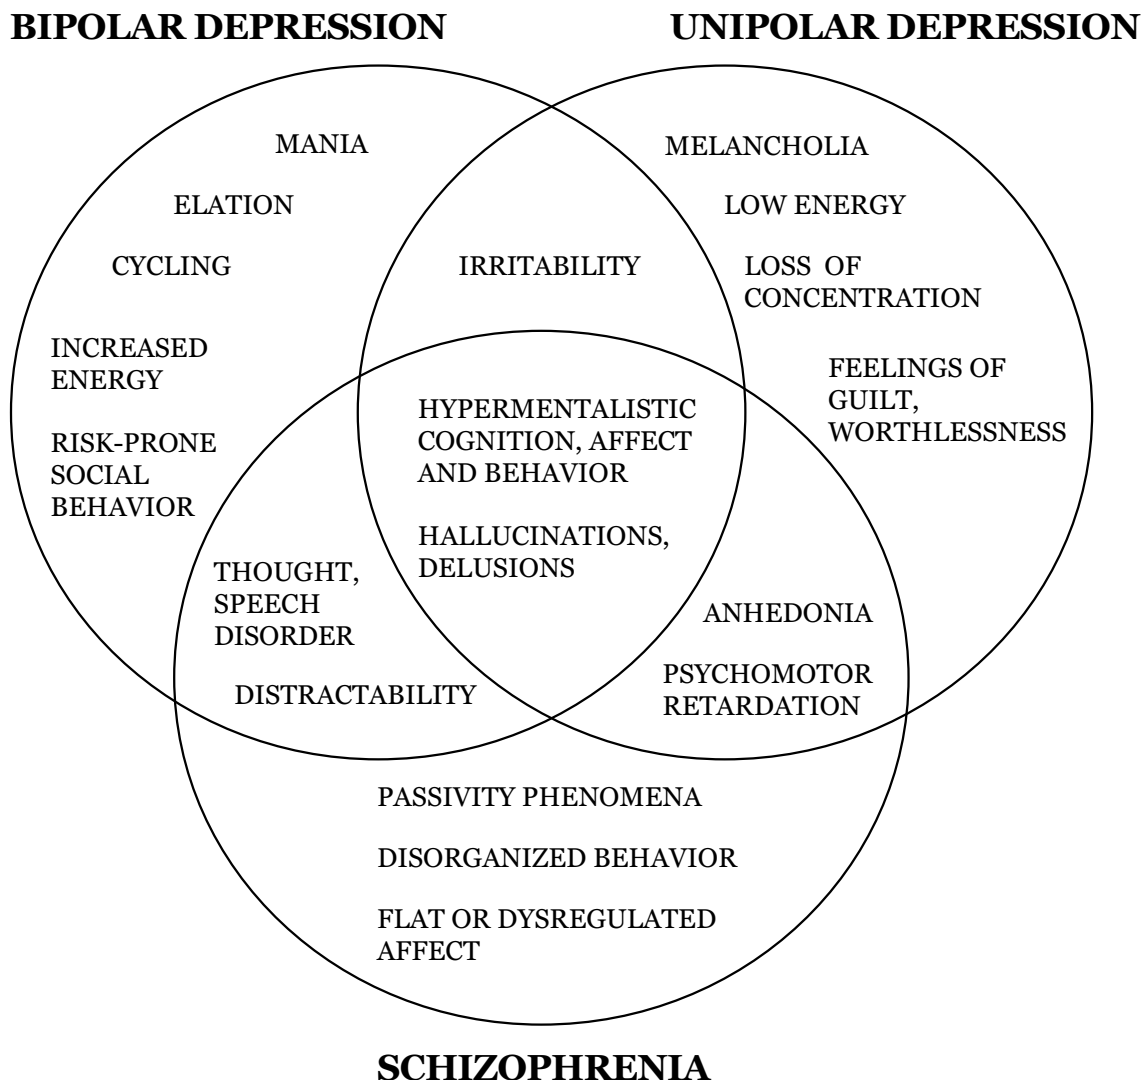 BIPOLAR DEPRESSION
UNIPOLAR DEPRESSION
MANIA
ELATION
CYCLING
INCREASED
ENERGY
RISK-PRONE
SOCIAL
BEHAVIOR
IRRITABILITY
MELANCHOLIA
LOW ENERGY
LOSS OF
CONCENTRATION
FEELINGS OF
GUILT,
WORTHLESSNESS
HYPERMENTALISTIC
COGNITION, AFFECT
AND BEHAVIOR
HALLUCINATIONS,
DELUSIONS
THOUGHT,
SPEECH
DISORDER
DISTRACTABILITY
ANHEDONIA
PSYCHOMOTOR
RETARDATION
PASSIVITY PHENOMENA
DISORGANIZED BEHAVIOR
FLAT OR DYSREGULATED
AFFECT
SCHIZOPHRENIA